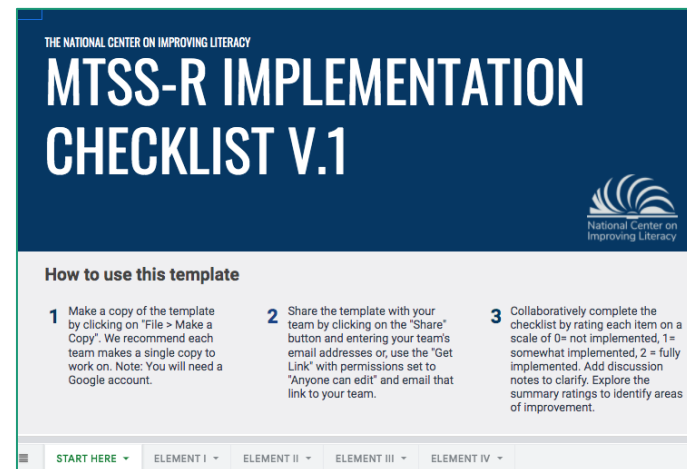 THE NATIONAL CENTER ON IMPROVING LITERACY
MTSS-R IMPLEMENTATION
CHECKLIST V.1
National Center on
Improving Literacy
How to use this template
1
Make a copy of the template
by clicking on "File > Make a
Copy". We recommend each
team makes a single copy to
work on. Note: You will need a
Google account.
2
Share the template with your
team by clicking on the "Share"
button and entering your team's
email addresses or, use the "Get
Link" with permissions set to
"Anyone can edit" and email that
link to your team.
3
Collaboratively complete the
checklist by rating each item on a
scale of 0= not implemented, 1=
somewhat implemented, 2 = fully
implemented. Add discussion
notes to clarify. Explore the
summary ratings to identify areas
of improvement.
START HERE ELEMENT I ELEMENT II ELEMENT III ELEMENT IV